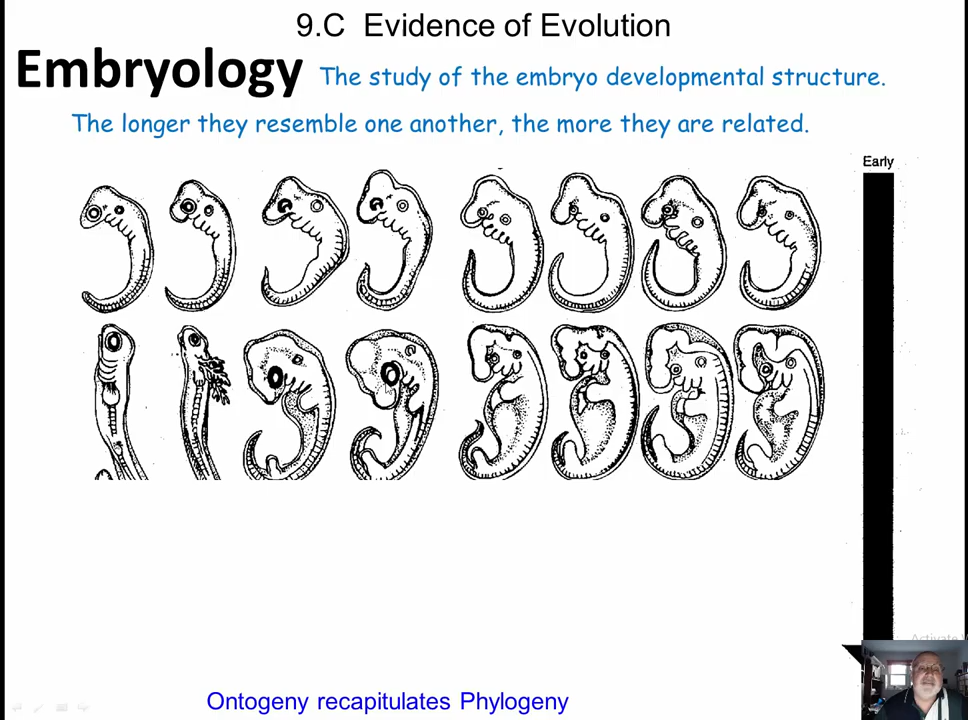 9.C  Evidence of Evolution
Embryology The study of the embryo developmental structure.
The longer they resemble one another, the more they are related.
Early
Activate
Ontogeny recapitulates Phylogeny